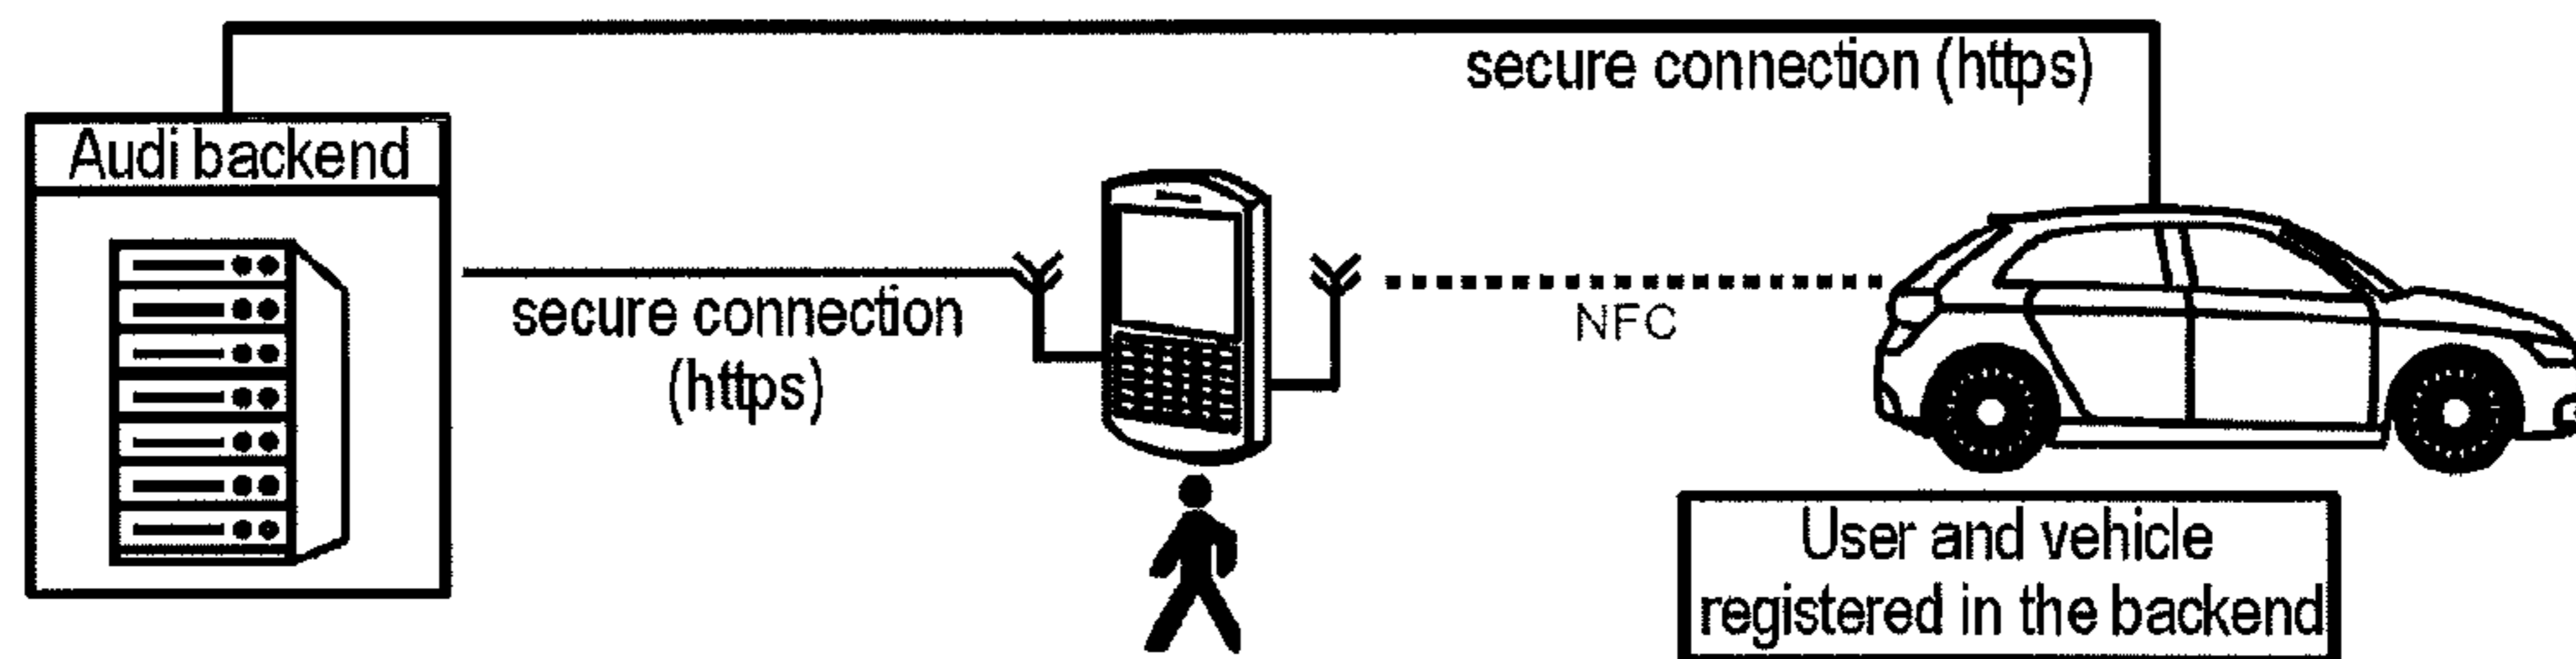 secure connection (https)
Audi backend
secure connection
(https)
NFC
User and vehicle
registered in the backend